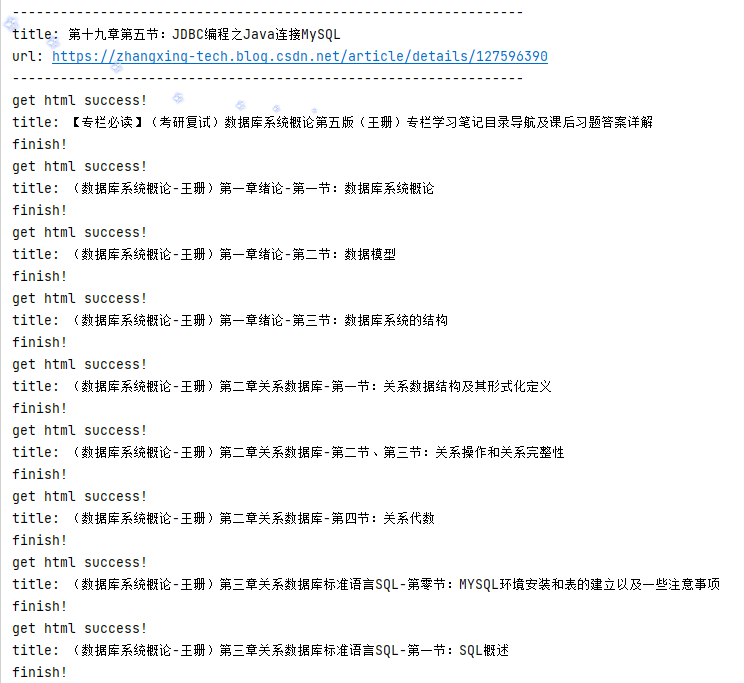 ----------------------------------------------------------------
title: 第十九章第五节：JDBC编程之Java连接MySQL
url: https://zhangxing-tech.blog.csdn.net/article/details/127596390
----------------------------------------------------------------
get html success!
title: 【专栏必读】（考研复试）数据库系统概论第五版（王珊）专栏学习笔记目录导航及课后习题答案详解
finish!
get html success!
title: （数据库系统概论-王珊）第一章绪论-第一节：数据库系统概论
finish!
get html success!
title: （数据库系统概论-王珊）第一章绪论-第二节：数据模型
finish!
get html success!
title: （数据库系统概论-王珊）第一章绪论-第三节：数据库系统的结构
finish!
get html success!
title: （数据库系统概论-王珊）第二章关系数据库-第一节：关系数据结构及其形式化定义
finish!
get html success!
title: （数据库系统概论-王珊）第二章关系数据库-第二节、第三节：关系操作和关系完整性
finish!
get html success!
title: （数据库系统概论-王珊）第二章关系数据库-第四节：关系代数
finish!
get html success!
title: （数据库系统概论-王珊）第三章关系数据库标准语言SQL-第零节：MYSQL环境安装和表的建立以及一些注意事项
finish!
get html success!
title: （数据库系统概论-王珊）第三章关系数据库标准语言SQL-第一节：SQL概述
finish!